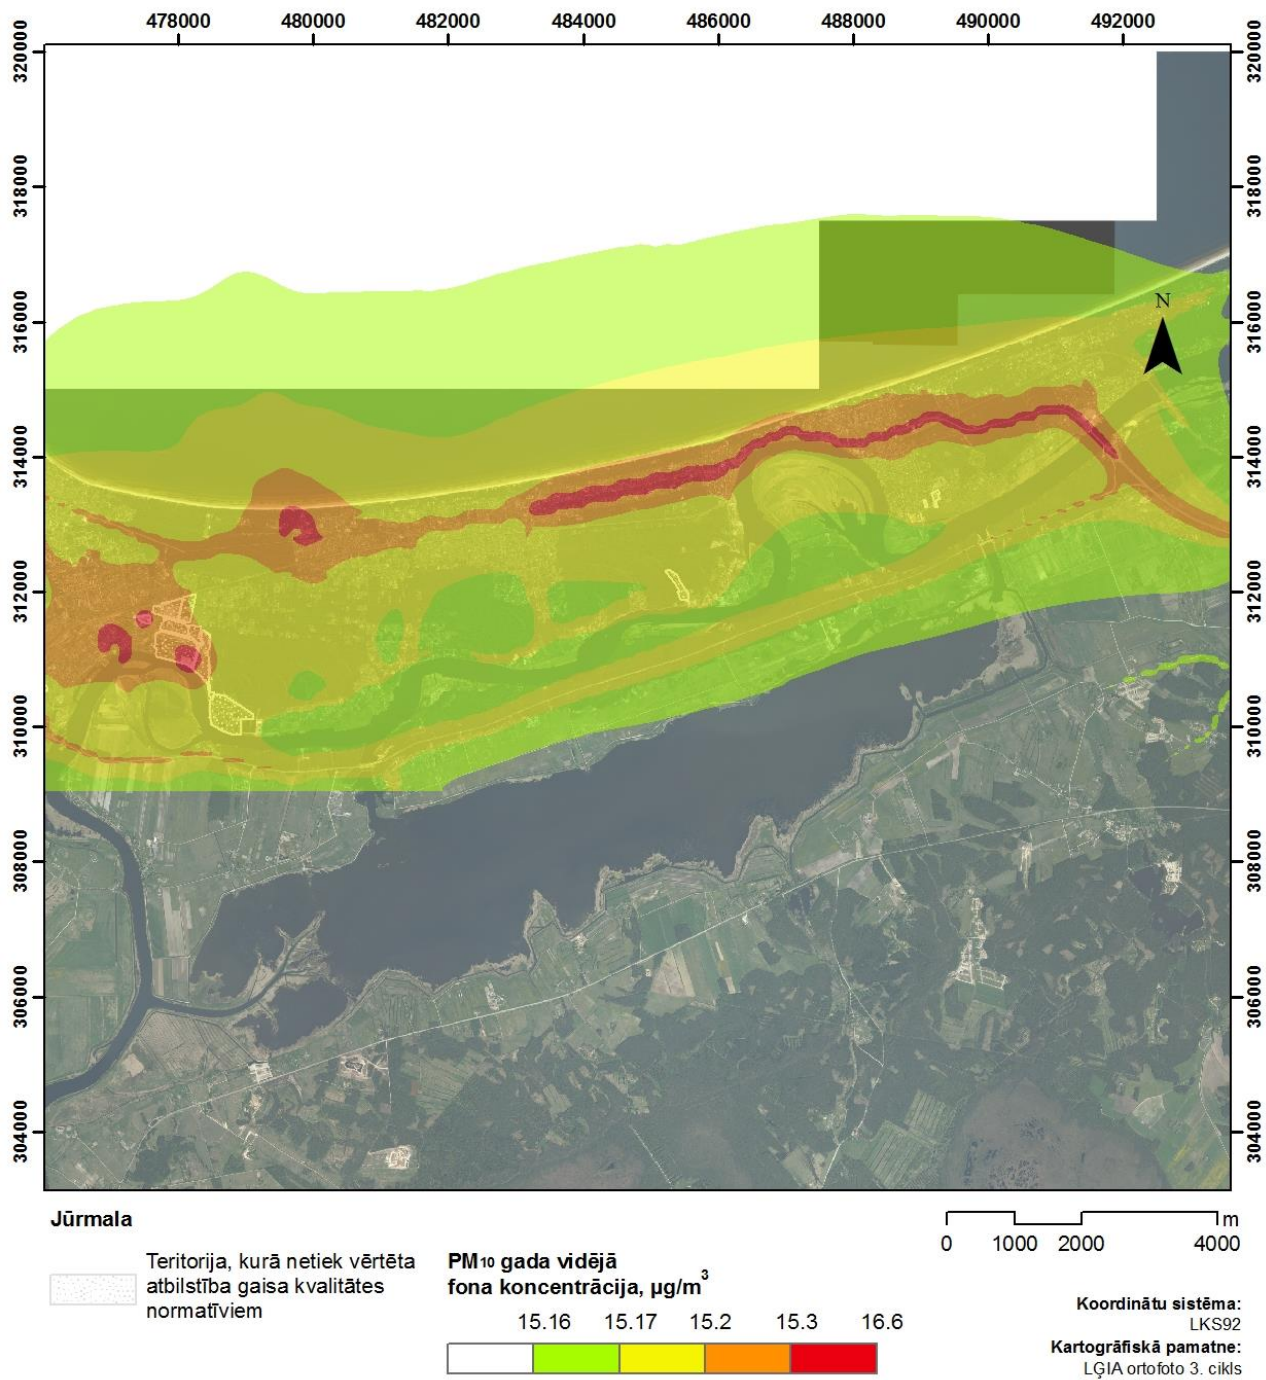 478000 480000 482000 484000 486000 488000 490000 492000
320000 320000
318000 318000
316000 316000
N
314000 314000
312000 312000
310000 310000
308000 308000
306000 306000
304000 304000
Jūrmala
Teritorija, kurā netiek vērtēta
atbilstība gaisa kvalitātes
normatīviem
PM10 gada vidējā
fona koncentrācija, µg/m³
15.16 15.17 15.2 15.3 16.6
m
0 1000 2000 4000
Koordinātu sistēma:
LKS92
Kartogrāfiskā pamatne:
LĢIA ortofoto 3. cikls